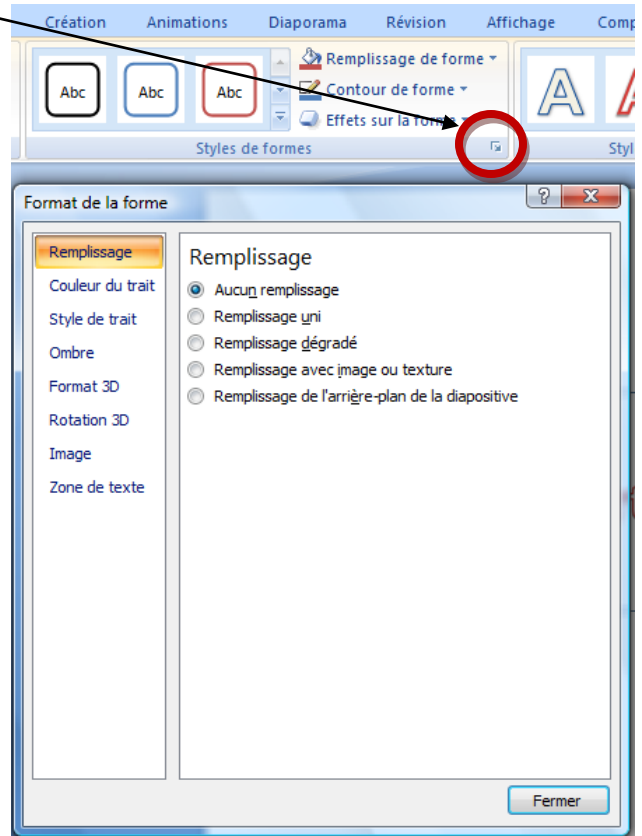 Création Animations Diaporama Révision Affichage Comp
Abc Abc Abc
Remplissage de forme
Contour de forme
Effets sur la forme
A
Styles de formes Styl
Format de la forme
Remplissage
Couleur du trait
Style de trait
Ombre
Format 3D
Rotation 3D
Image
Zone de texte
Remplissage
Aucun remplissage
Remplissage uni
Remplissage dégradé
Remplissage avec image ou texture
Remplissage de l'arrière-plan de la diapositive
Fermer